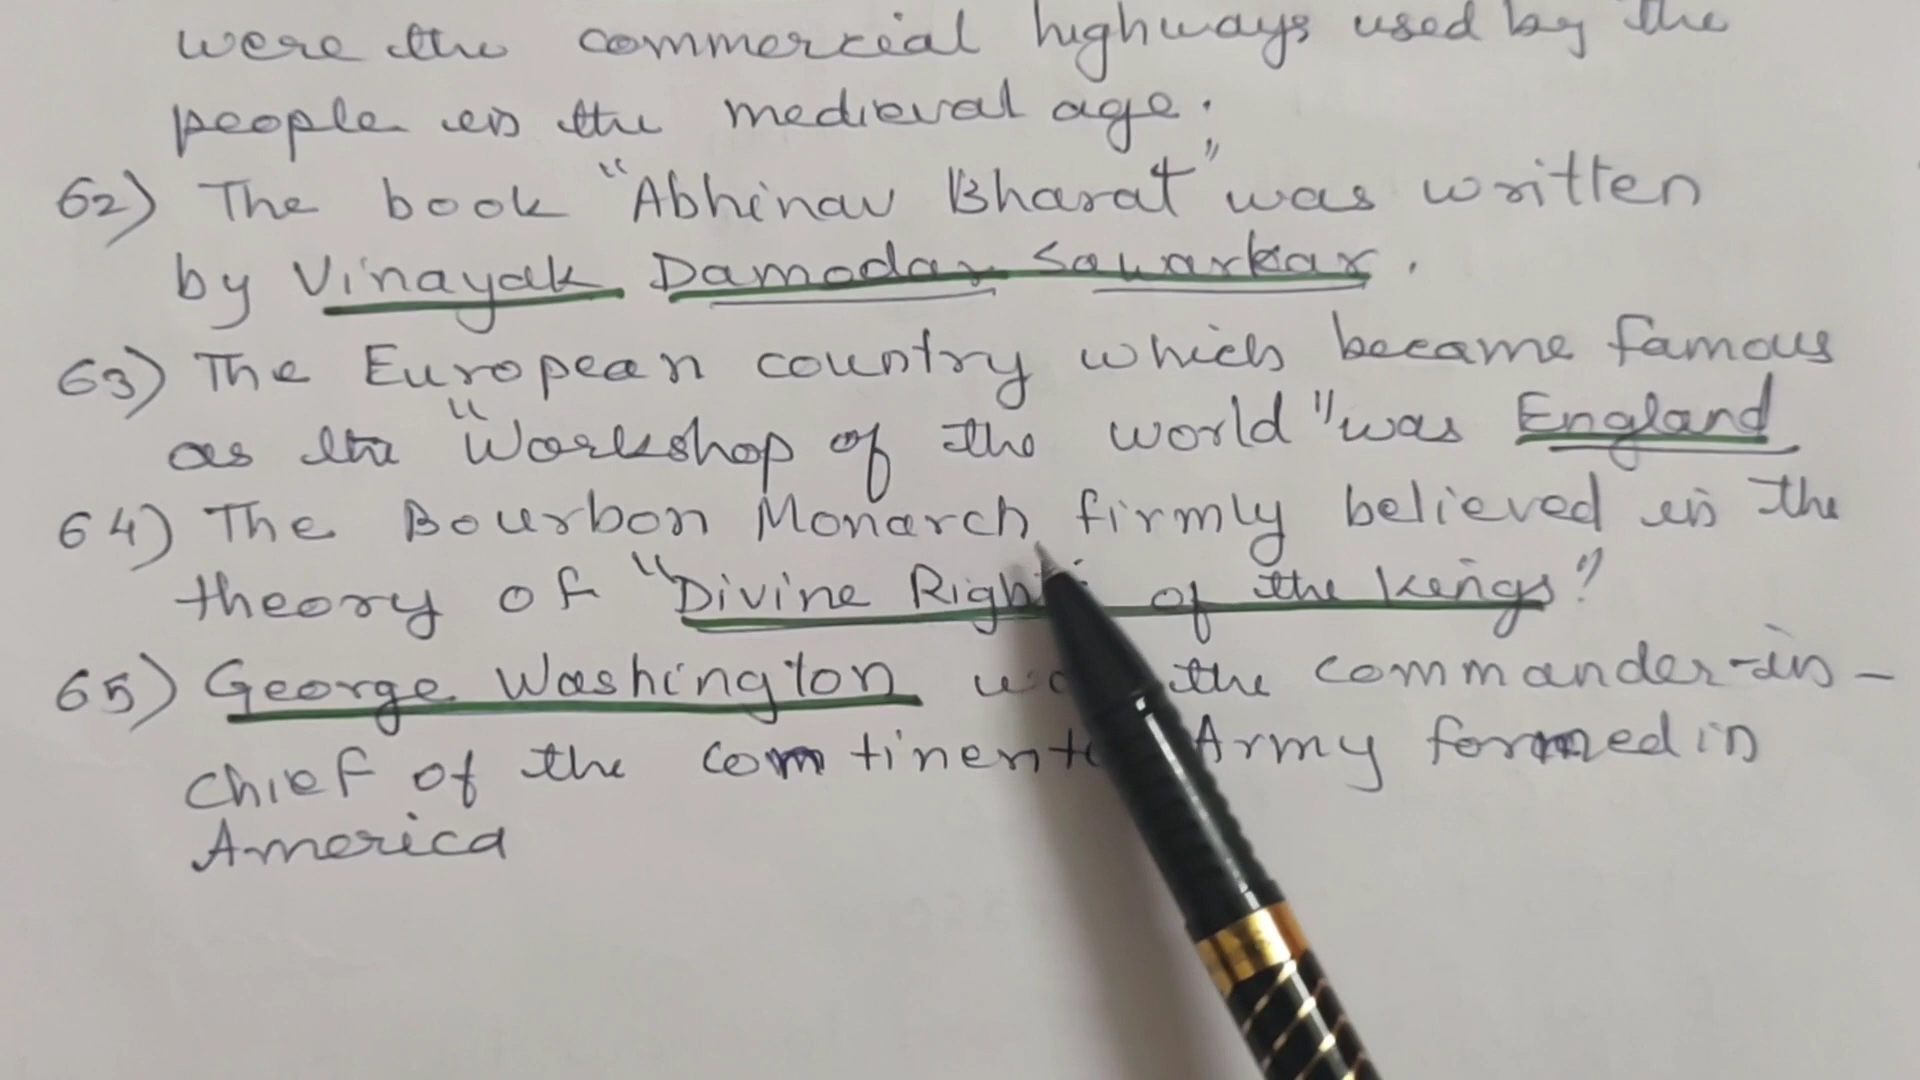 were the commercial highways used by the
people in the medieval age.
62) The book "Abhinav Bharat" was written
by Vinayak Damodar Sawarkar.
63) The European country which became famous
as the "Workshop of the world" was England
64) The Bourbon Monarch firmly believed in the
theory of "Divine Right of the Kings"
65) George Washington the commander-in-
chief of the Army formed in
America